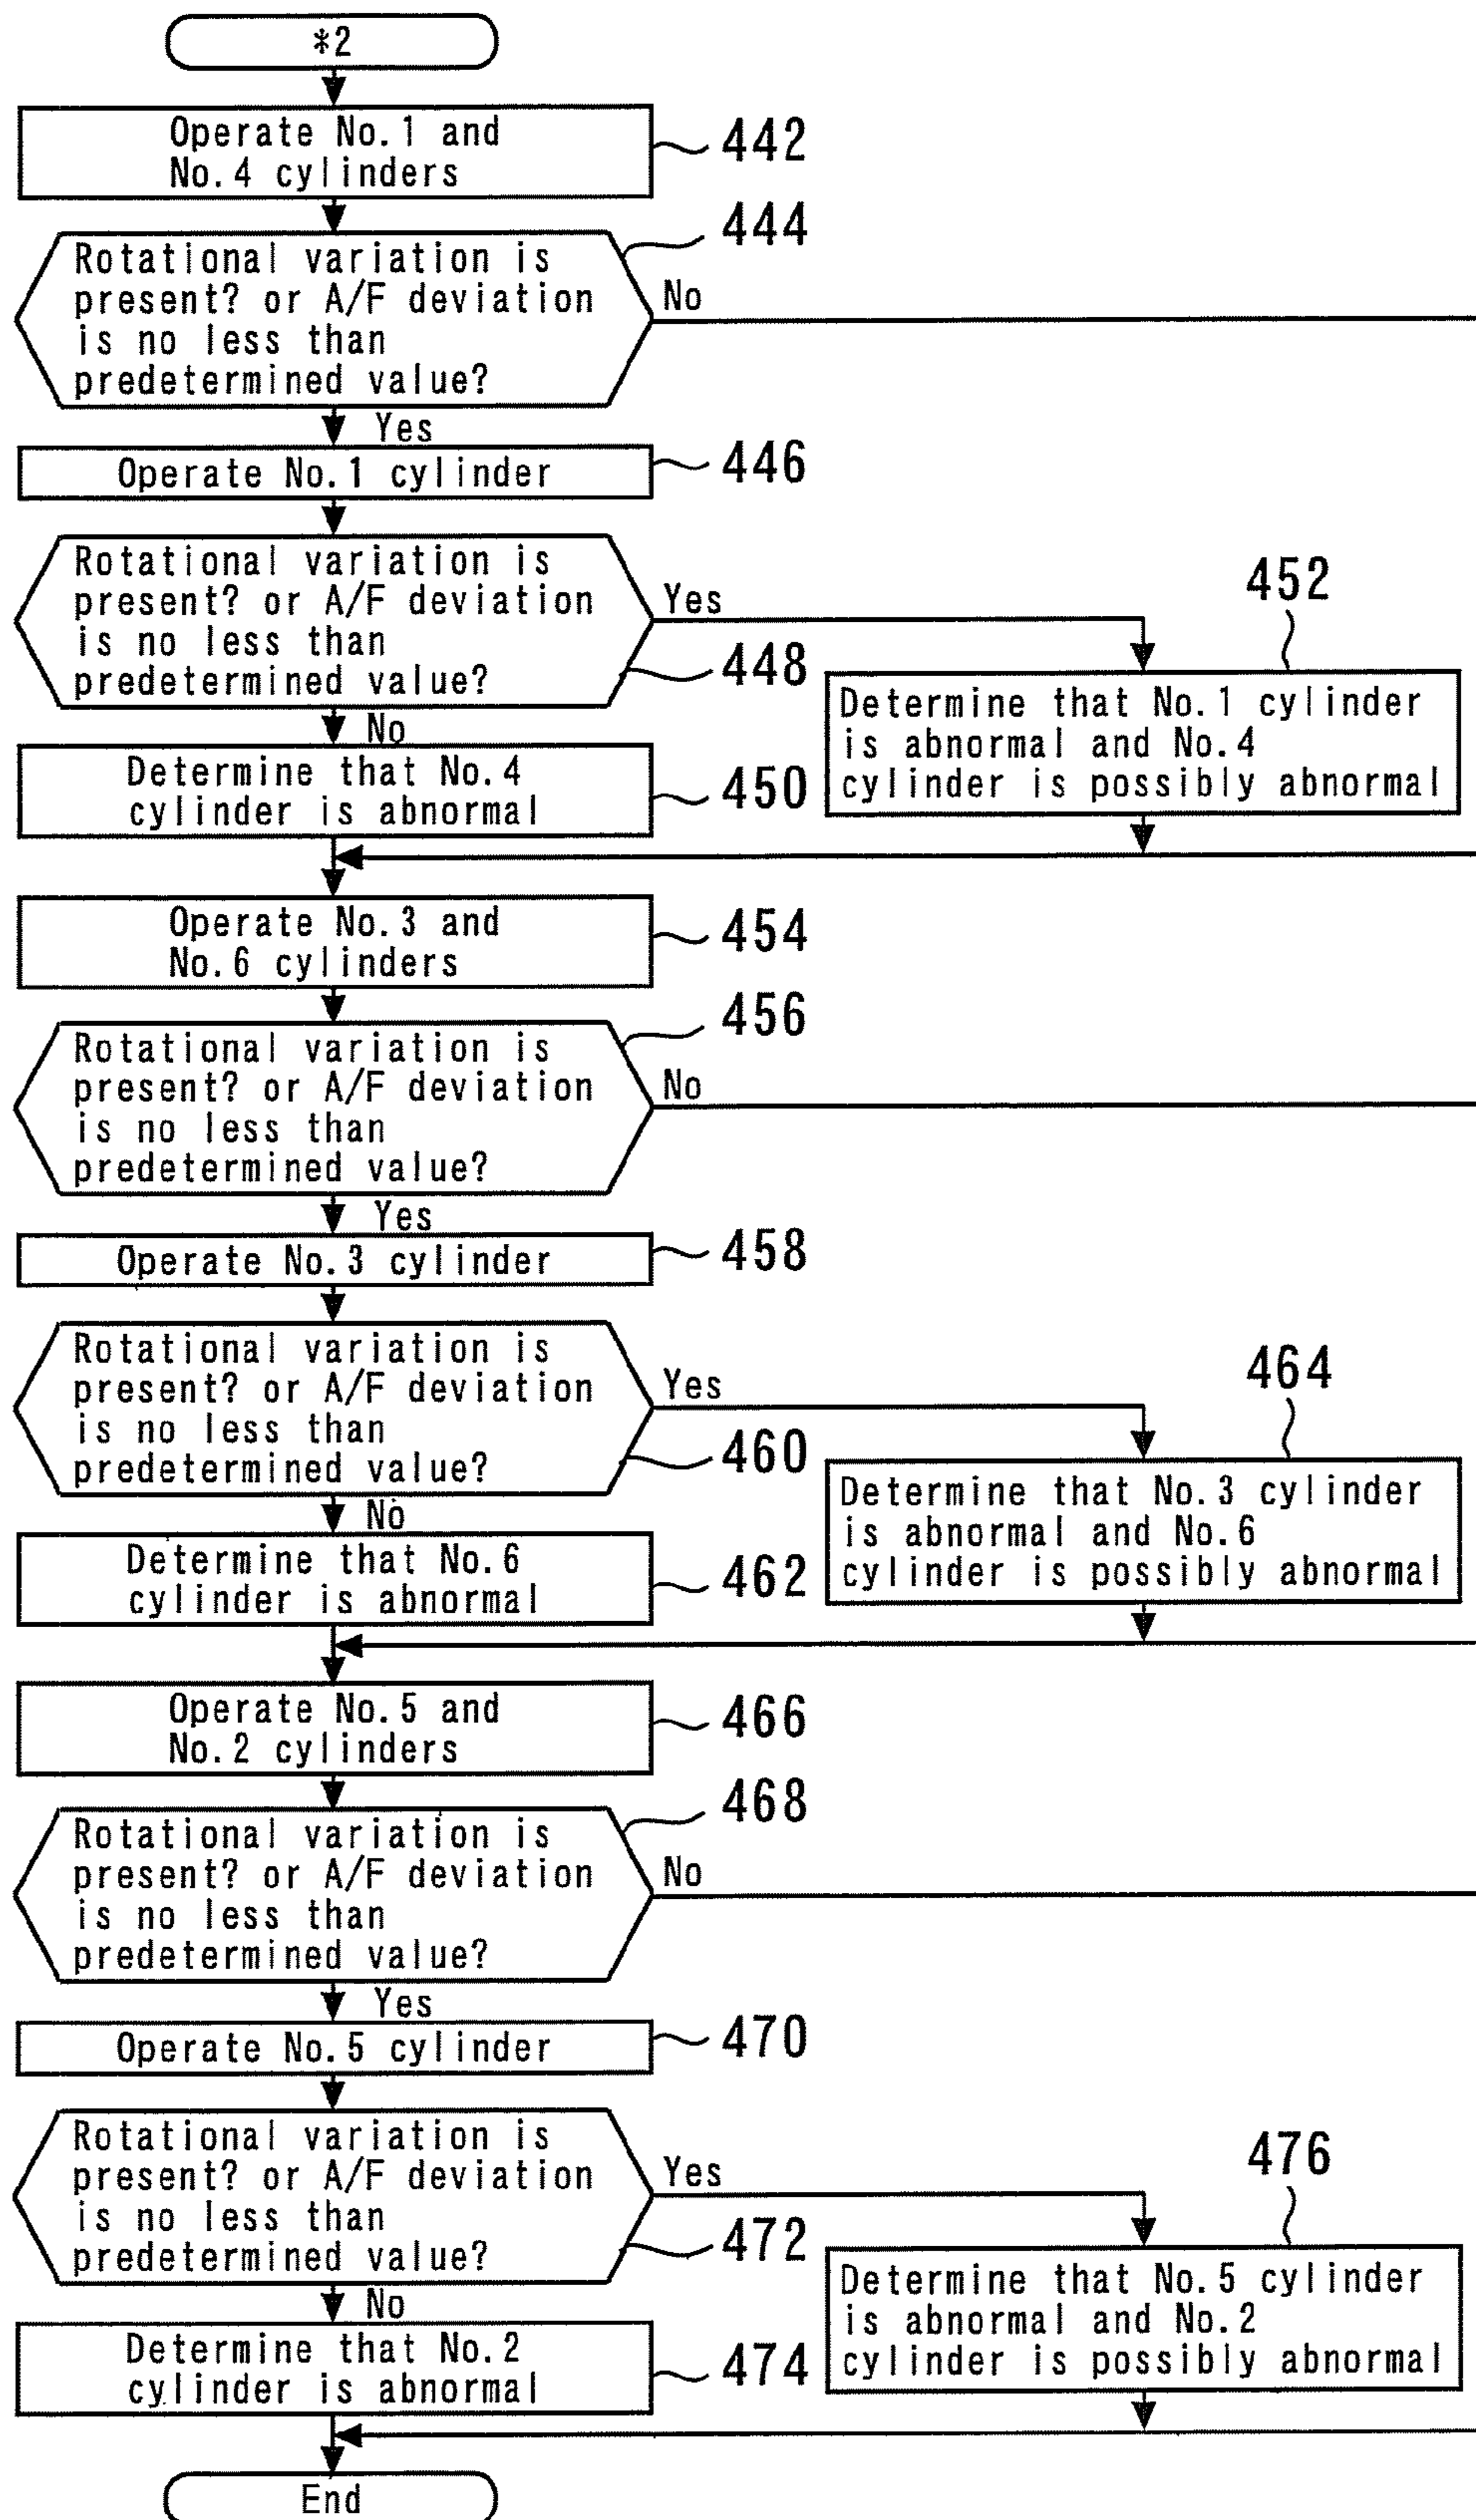 *2
Operate No.1 and
No.4 cylinders
442
Rotational variation is
present? or A/F deviation
is no less than
predetermined value?
444
No
Yes
Operate No.1 cylinder
446
Rotational variation is
present? or A/F deviation
is no less than
predetermined value?
448
Yes
No
452
Determine that No.1 cylinder
is abnormal and No.4
cylinder is possibly abnormal
Determine that No.4
cylinder is abnormal
450
Operate No.3 and
No.6 cylinders
454
Rotational variation is
present? or A/F deviation
is no less than
predetermined value?
456
No
Yes
Operate No.3 cylinder
458
Rotational variation is
present? or A/F deviation
is no less than
predetermined value?
460
Yes
No
464
Determine that No.3 cylinder
is abnormal and No.6
cylinder is possibly abnormal
Determine that No.6
cylinder is abnormal
462
Operate No.5 and
No.2 cylinders
466
Rotational variation is
present? or A/F deviation
is no less than
predetermined value?
468
No
Yes
Operate No.5 cylinder
470
Rotational variation is
present? or A/F deviation
is no less than
predetermined value?
472
Yes
No
476
Determine that No.5 cylinder
is abnormal and No.2
cylinder is possibly abnormal
Determine that No.2
cylinder is abnormal
474
End